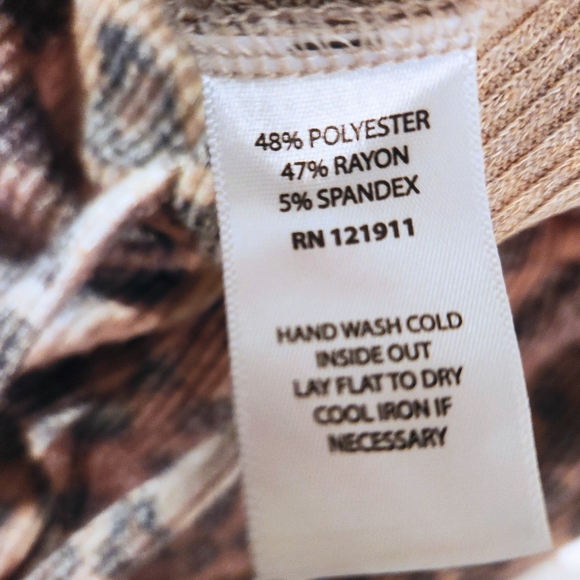 48% POLYESTER
47% RAYON
5% SPANDEX
RN 121911
HAND WASH COLD
INSIDE OUT
LAY FLAT TO DRY
COOL IRON IF
NECESSARY